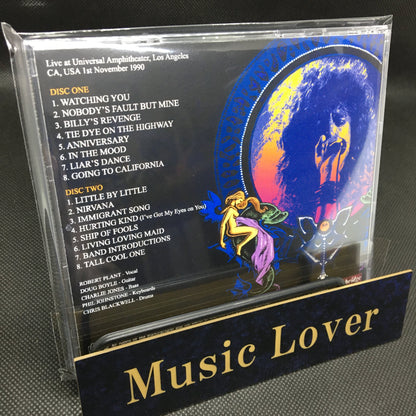 Live at Universal Amphitheater, Los Angeles
CA, USA 1st November 1990
DISC ONE
1. WATCHING YOU
2. NOBODY'S FAULT BUT MINE
3. BILLY'S REVENGE
4. TIE DYE ON THE HIGHWAY
5. ANNIVERSARY
6. IN THE MOOD
7. LIAR'S DANCE
8. GOING TO CALIFORNIA
DISC TWO
1. LITTLE BY LITTLE
2. NIRVANA
3. IMMIGRANT SONG
4. HURTING KIND (I've Got My Eyes on You)
5. SHIP OF FOOLS
6. LIVING LOVING MAID
7. BAND INTRODUCTIONS
8. TALL COOL ONE
ROBERT PLANT - Vocal
DOUG BOYLE - Guitar
CHARLIE JONES - Bass
PHIL JOHNSTONE - Keyboards
CHRIS BLACKWELL - Drums
Music Lover